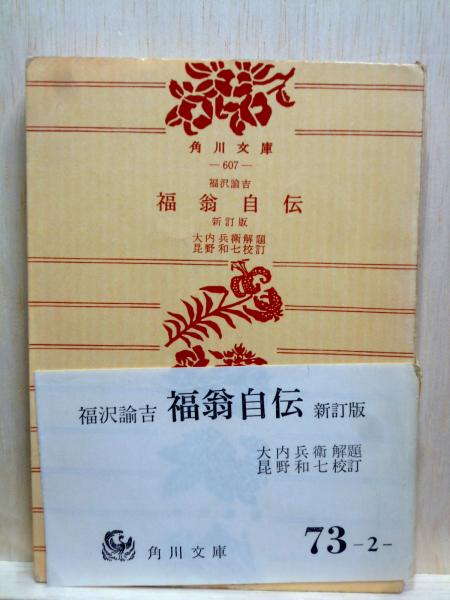 角川文庫
—607—
福沢諭吉
福翁自伝
新訂版
大内兵衛解題
昆野和七校訂
福沢諭吉 福翁自伝 新訂版
大内兵衛 解題
昆野和七 校訂
角川文庫 73-2-